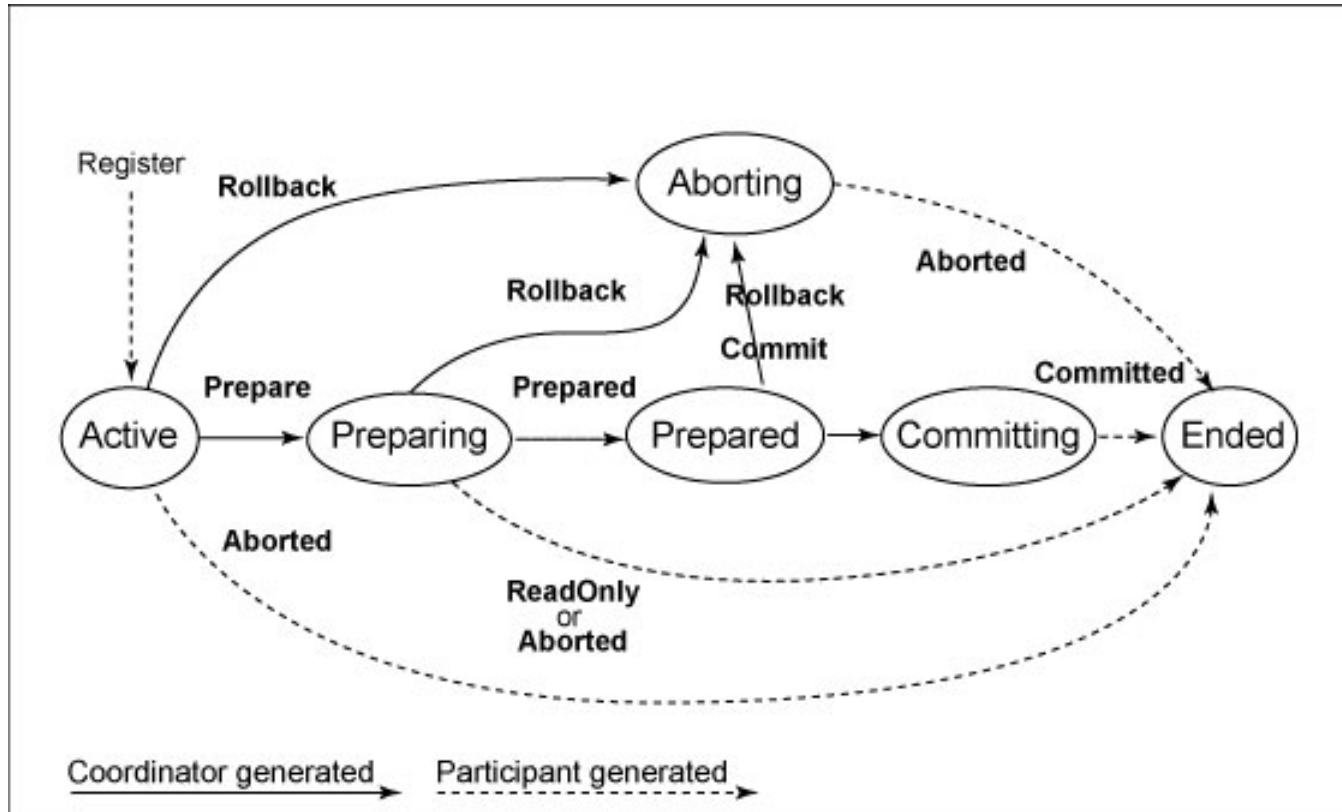 Register
Rollback
Aborting
Aborted
Rollback
Rollback
Commit
Committed
Prepare
Prepared
Active
Preparing
Prepared
Committing
Ended
Aborted
ReadOnly
or
Aborted
Coordinator generated
Participant generated